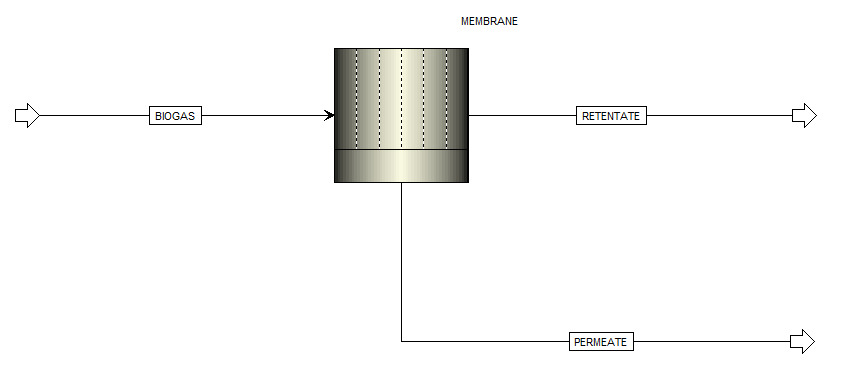 MEMBRANE
BIOGAS
RETENTATE
PERMEATE